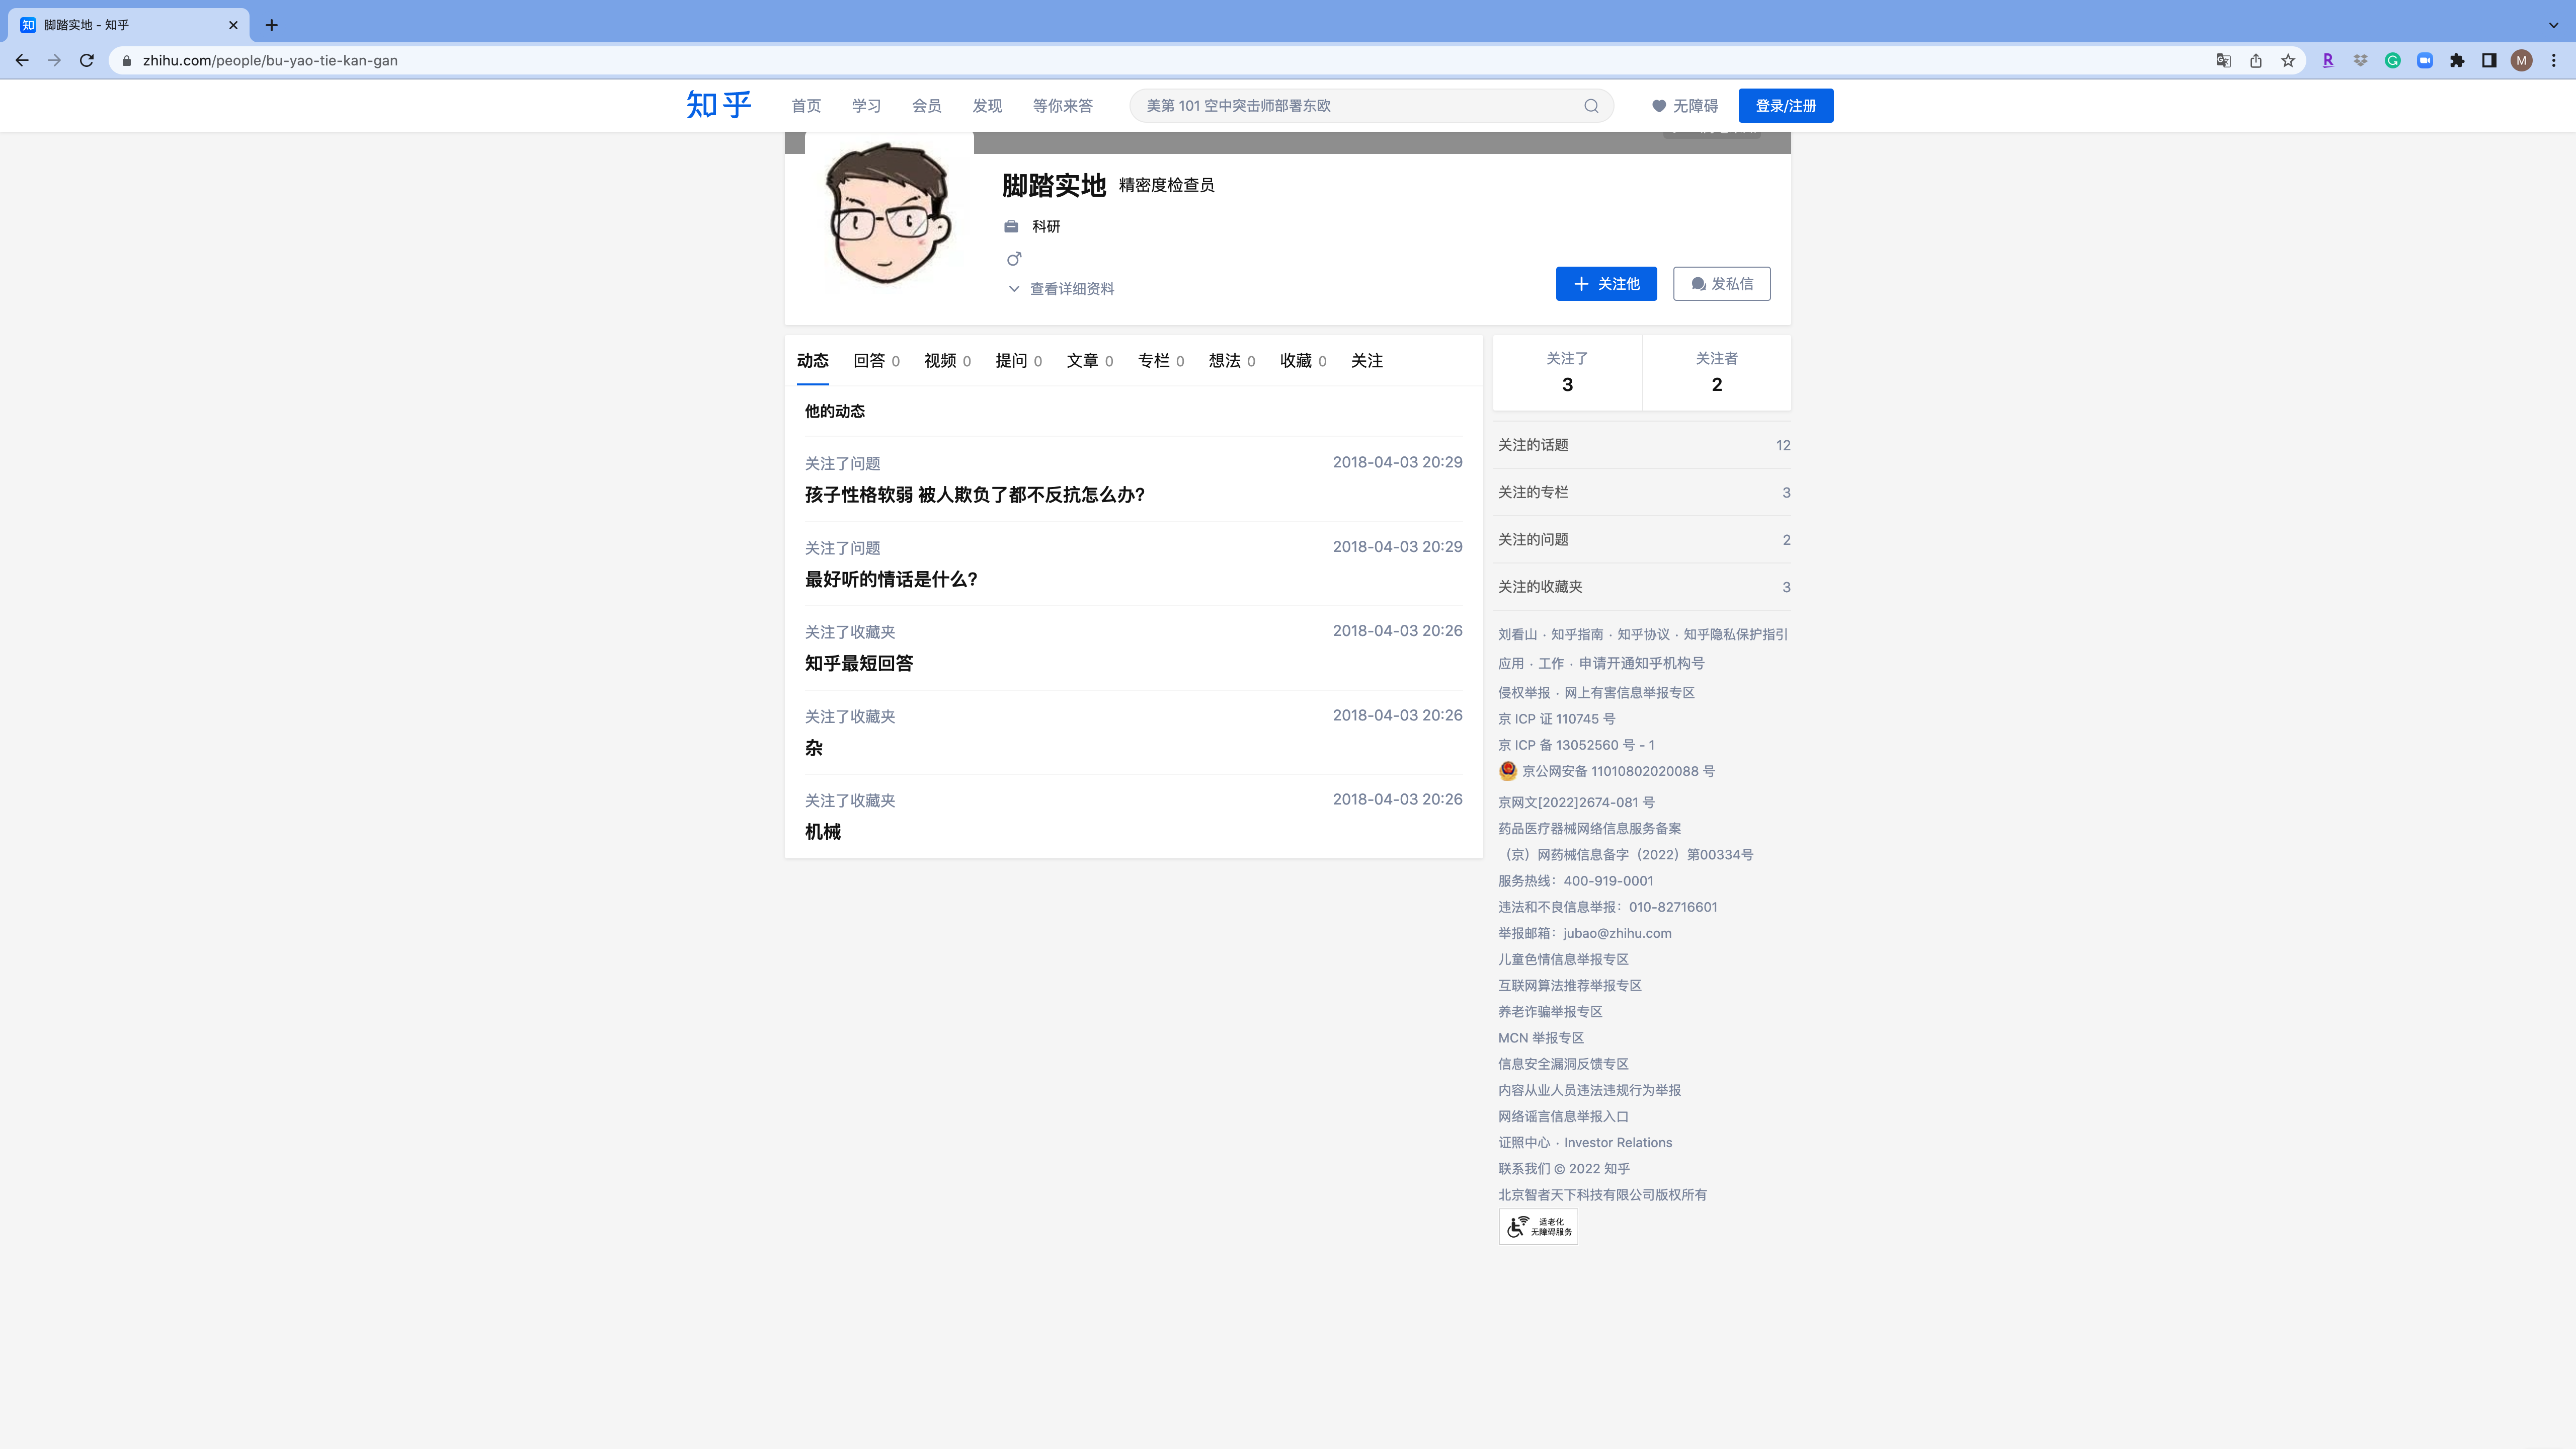 脚踏实地 - 知乎
zhihu.com/people/bu-yao-tie-kan-gan
M
知乎 首页 学习 会员 发现 等你来答 美第 101 空中突击师部署东欧 无障碍 登录/注册
脚踏实地 精密度检查员
科研
查看详细资料
关注他 发私信
动态 回答 0 视频 0 提问 0 文章 0 专栏 0 想法 0 收藏 0 关注
他的动态
关注了问题 2018-04-03 20:29
孩子性格软弱 被人欺负了都不反抗怎么办?
关注了问题 2018-04-03 20:29
最好听的情话是什么?
关注了收藏夹 2018-04-03 20:26
知乎最短回答
关注了收藏夹 2018-04-03 20:26
杂
关注了收藏夹 2018-04-03 20:26
机械
关注了 关注者
3 2
关注的话题 12
关注的专栏 3
关注的问题 2
关注的收藏夹 3
刘看山 · 知乎指南 · 知乎协议 · 知乎隐私保护指引
应用 · 工作 · 申请开通知乎机构号
侵权举报 · 网上有害信息举报专区
京 ICP 证 110745 号
京 ICP 备 13052560 号 - 1
京公网安备 11010802020088 号
京网文[2022]2674-081 号
药品医疗器械网络信息服务备案
（京）网药械信息备字（2022）第00334号
服务热线：400-919-0001
违法和不良信息举报：010-82716601
举报邮箱：jubao@zhihu.com
儿童色情信息举报专区
互联网算法推荐举报专区
养老诈骗举报专区
MCN 举报专区
信息安全漏洞反馈专区
内容从业人员违法违规行为举报
网络谣言信息举报入口
证照中心 · Investor Relations
联系我们 © 2022 知乎
北京智者天下科技有限公司版权所有
适老化
无障碍服务